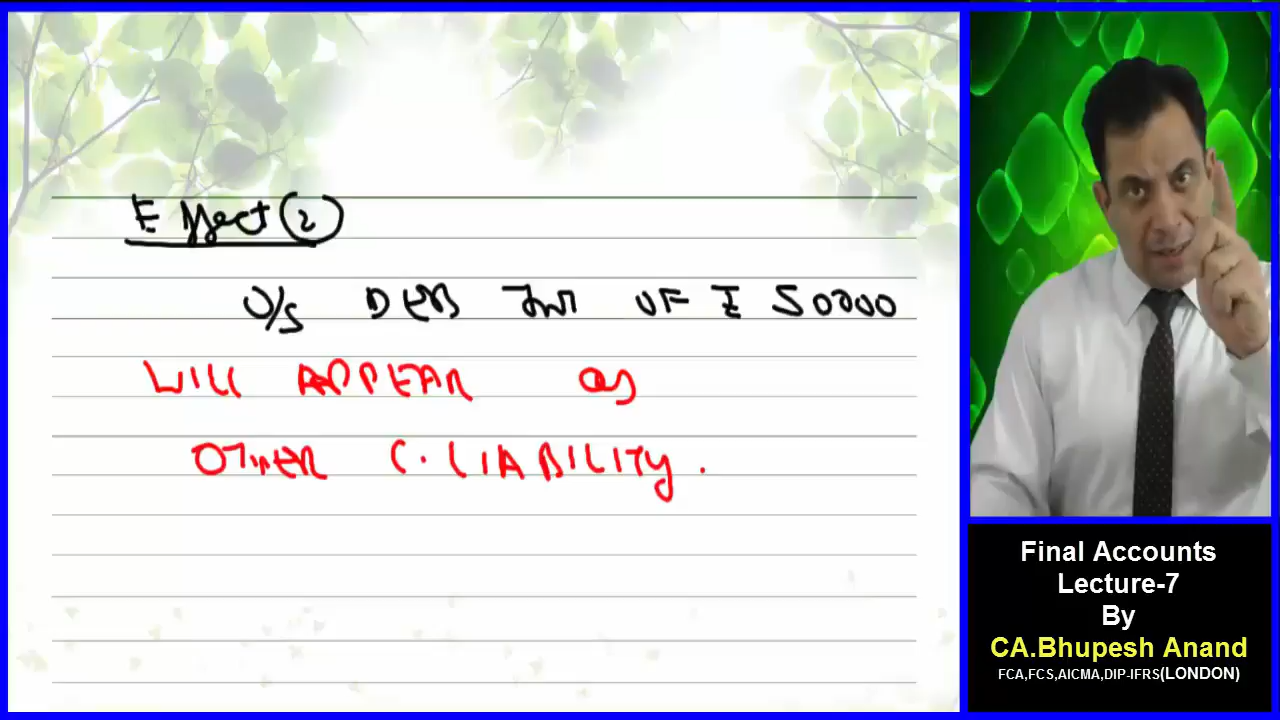 Effect (2)
O/S DEB Int OF ₹ 50000
WILL APPEAR as
OTHER C. LIABILITY.
Final Accounts
Lecture-7
By
CA.Bhupesh Anand
FCA,FCS,AICMA,DIP-IFRS(LONDON)